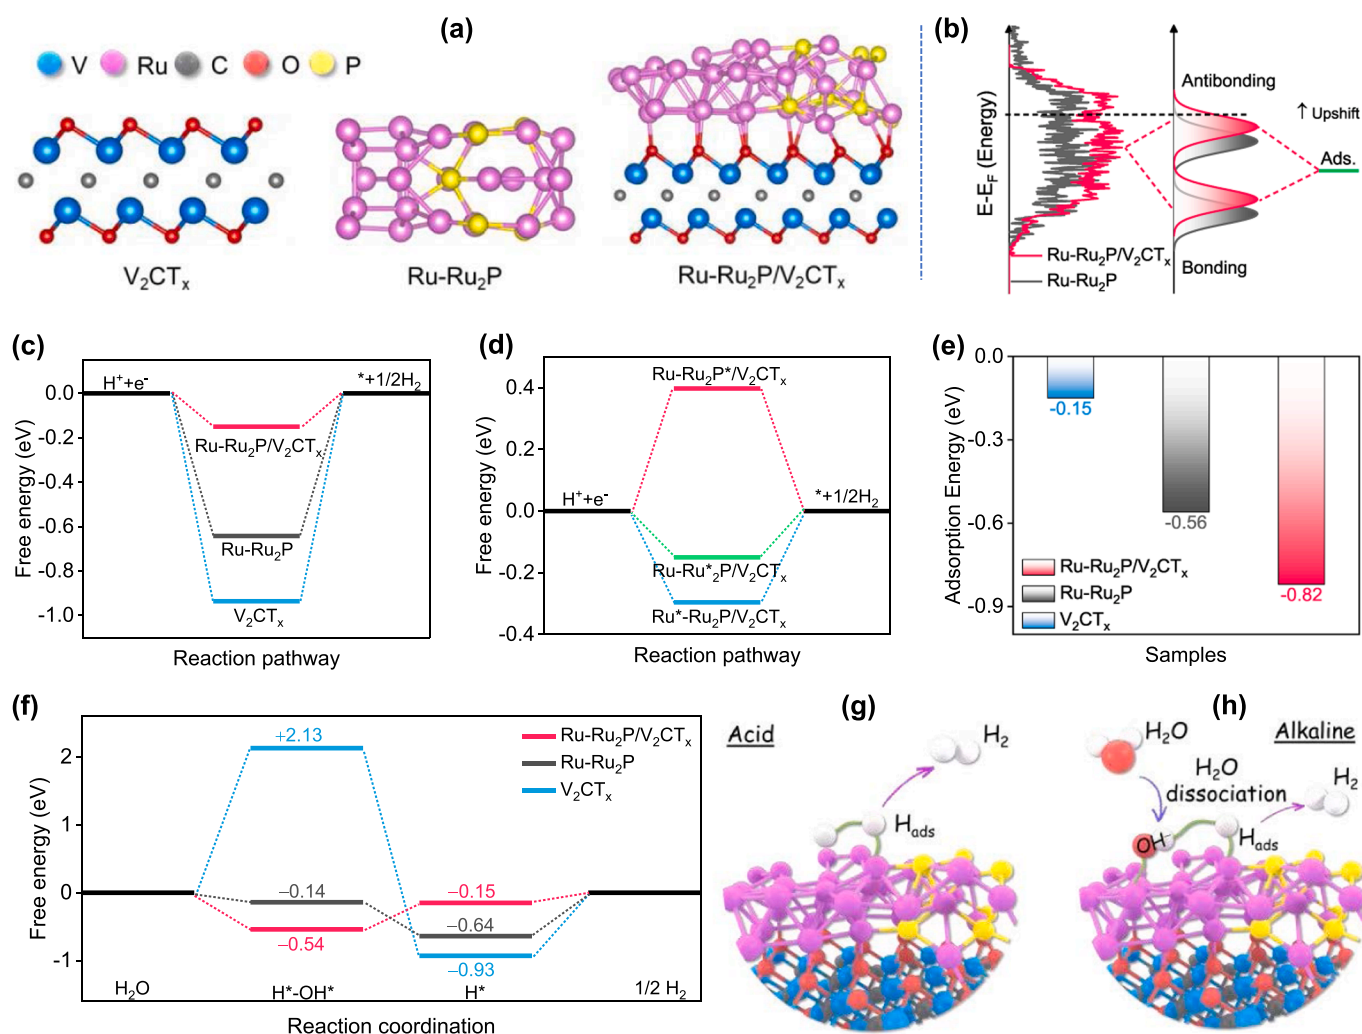 (a)
V Ru C O P
V₂CTₓ
Ru-Ru₂P
Ru-Ru₂P/V₂CTₓ
(b)
E-E_F (Energy)
Antibonding
↑ Upshift
Ads.
Bonding
Ru-Ru₂P/V₂CTₓ
Ru-Ru₂P
(c)
Free energy (eV)
0.0
-0.2
-0.4
-0.6
-0.8
-1.0
H⁺+e⁻
*+1/2H₂
Ru-Ru₂P/V₂CTₓ
Ru-Ru₂P
V₂CTₓ
Reaction pathway
(d)
Free energy (eV)
0.4
0.2
0.0
-0.2
-0.4
Ru-Ru₂P*/V₂CTₓ
H⁺+e⁻
*+1/2H₂
Ru-Ru*₂P/V₂CTₓ
Ru*-Ru₂P/V₂CTₓ
Reaction pathway
(e)
Adsorption Energy (eV)
0.0
-0.3
-0.6
-0.9
-0.15
-0.56
-0.82
Ru-Ru₂P/V₂CTₓ
Ru-Ru₂P
V₂CTₓ
Samples
(f)
Free energy (eV)
2
1
0
-1
+2.13
−0.14
−0.54
−0.15
−0.64
−0.93
Ru-Ru₂P/V₂CTₓ
Ru-Ru₂P
V₂CTₓ
H₂O
H*-OH*
H*
1/2 H₂
Reaction coordination
(g)
Acid
H₂
H_ads
(h)
Alkaline
H₂O
H₂O
dissociation
H₂
OH⁻
H_ads